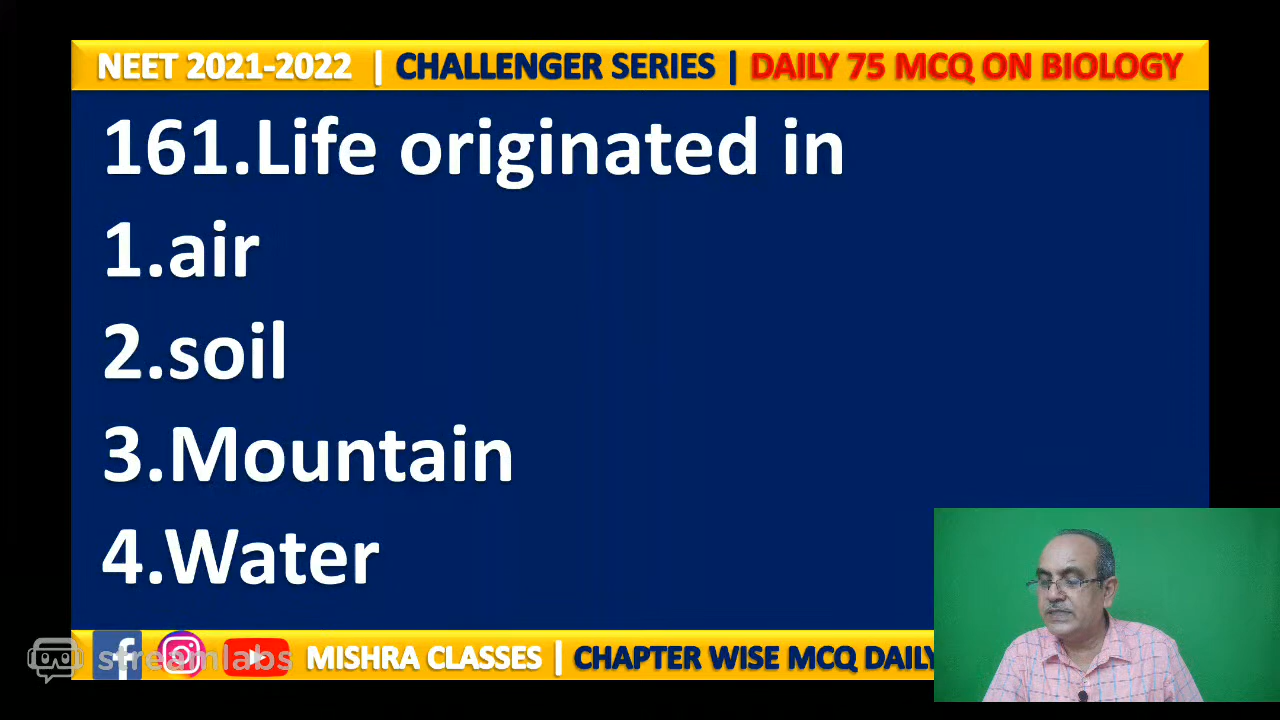 NEET 2021-2022 | CHALLENGER SERIES | DAILY 75 MCQ ON BIOLOGY
161.Life originated in
1.air
2.soil
3.Mountain
4.Water
streamlabs
MISHRA CLASSES | CHAPTER WISE MCQ DAILY